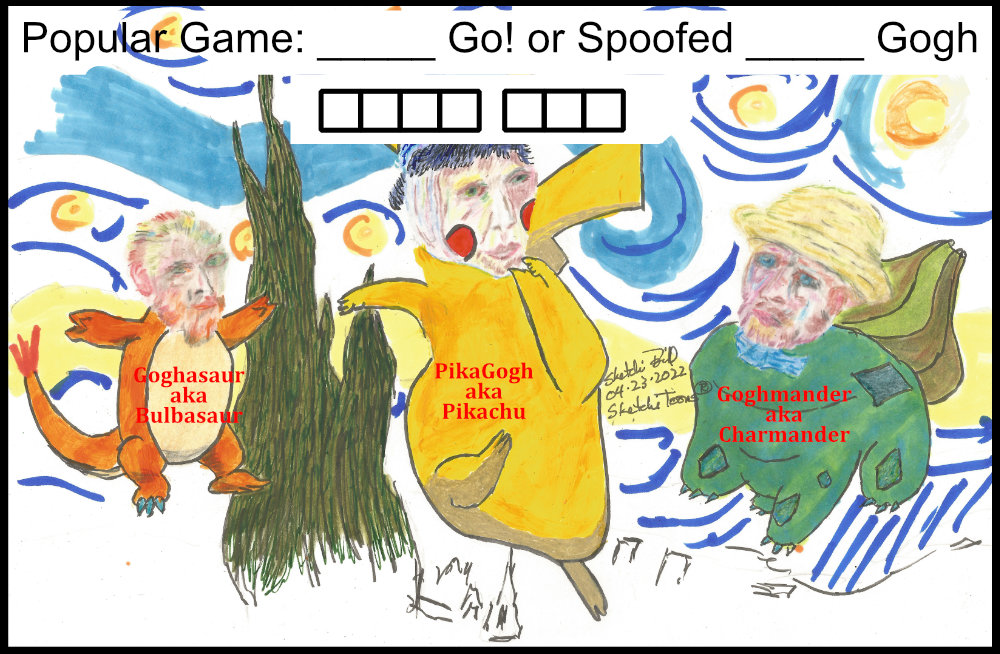 Popular Game: _____ Go! or Spoofed _____ Gogh
Goghasaur
aka
Bulbasaur
PikaGogh
aka
Pikachu
Sketchi Bill
04-23-2022
Sketchi Toons®
Goghmander
aka
Charmander